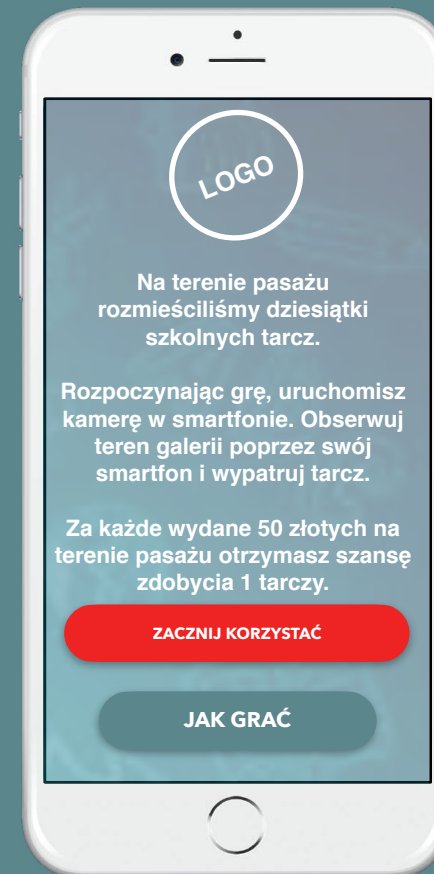 LOGO
Na terenie pasażu
rozmieściliśmy dziesiątki
szkolnych tarcz.
Rozpoczynając grę, uruchomisz
kamerę w smartfonie. Obserwuj
teren galerii poprzez swój
smartfon i wypatruj tarcz.
Za każde wydane 50 złotych na
terenie pasażu otrzymasz szansę
zdobycia 1 tarczy.
ZACZNIJ KORZYSTAĆ
JAK GRAĆ